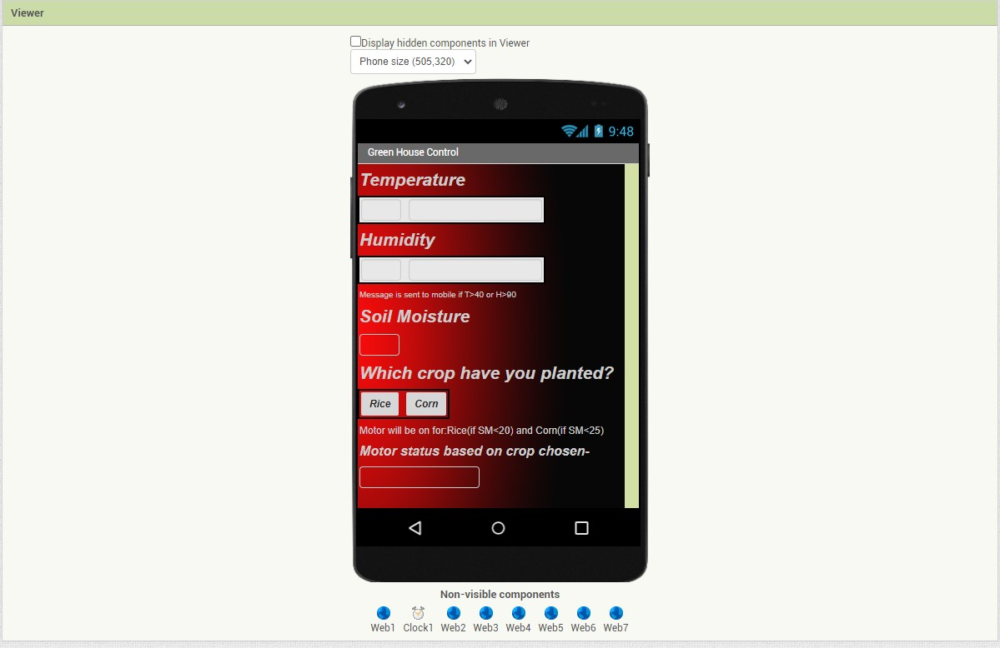 Viewer
Display hidden components in Viewer
Phone size (505,320)
9:48
Green House Control
Temperature
Humidity
Message is sent to mobile if T>40 or H>90
Soil Moisture
Which crop have you planted?
Rice Corn
Motor will be on for:Rice(if SM<20) and Corn(if SM<25)
Motor status based on crop chosen-
Non-visible components
Web1 Clock1 Web2 Web3 Web4 Web5 Web6 Web7